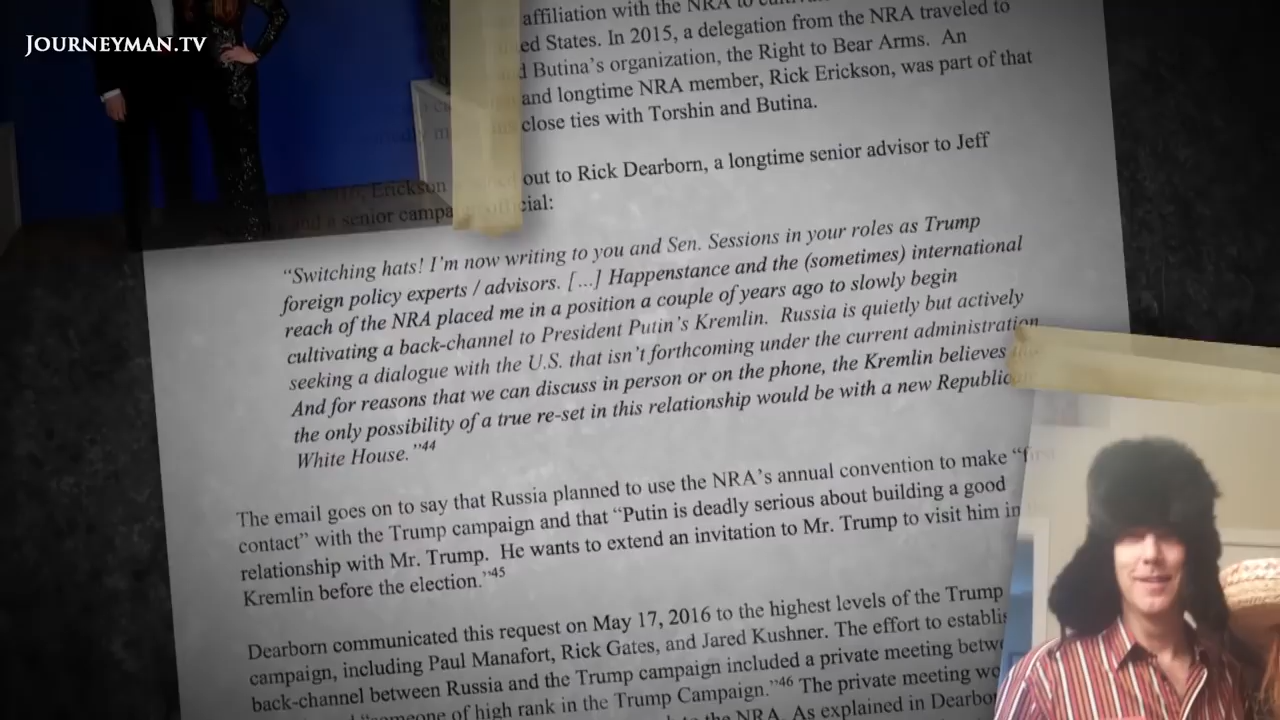 JOURNEYMAN.TV
affiliation with the NRA to
ed States. In 2015, a delegation from the NRA traveled to
d Butina's organization, the Right to Bear Arms. An
and longtime NRA member, Rick Erickson, was part of that
close ties with Torshin and Butina.
Erickson out to Rick Dearborn, a longtime senior advisor to Jeff
and a senior campa cial:
“Switching hats! I'm now writing to you and Sen. Sessions in your roles as Trump
foreign policy experts / advisors. [...] Happenstance and the (sometimes) international
reach of the NRA placed me in a position a couple of years ago to slowly begin
cultivating a back-channel to President Putin's Kremlin. Russia is quietly but actively
seeking a dialogue with the U.S. that isn't forthcoming under the current administration
And for reasons that we can discuss in person or on the phone, the Kremlin believes
the only possibility of a true re-set in this relationship would be with a new Republic
White House.”44
The email goes on to say that Russia planned to use the NRA's annual convention to make “first
contact” with the Trump campaign and that “Putin is deadly serious about building a good
relationship with Mr. Trump. He wants to extend an invitation to Mr. Trump to visit him in
Kremlin before the election.”45
Dearborn communicated this request on May 17, 2016 to the highest levels of the Trump
campaign, including Paul Manafort, Rick Gates, and Jared Kushner. The effort to establis
back-channel between Russia and the Trump campaign included a private meeting betwe
“someone of high rank in the Trump Campaign.”46 The private meeting wo
the NRA. As explained in Dearbor